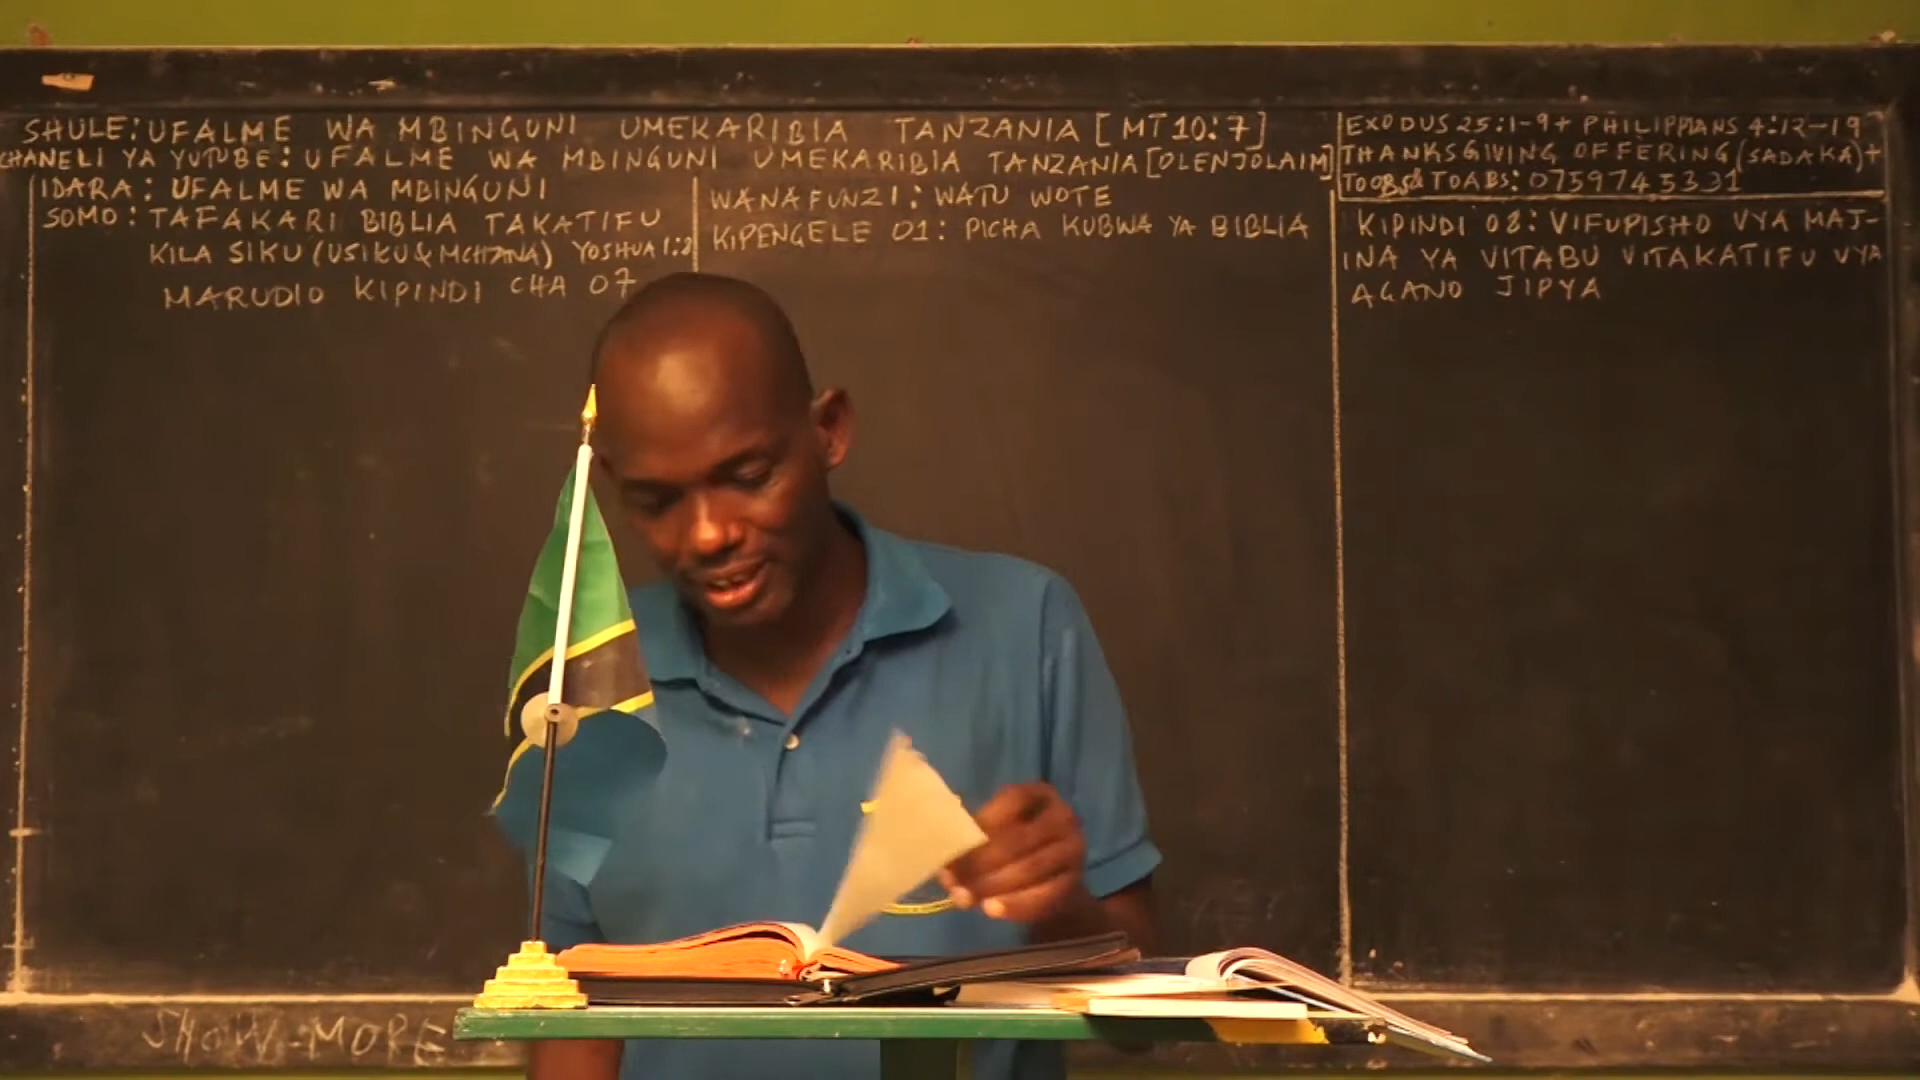 SHULE: UFALME WA MBINGUNI UMEKARIBIA TANZANIA [MT 10:7]
CHANELI YA YUTUBE: UFALME WA MBINGUNI UMEKARIBIA TANZANIA [OLENJOLAIM]
IDARA: UFALME WA MBINGUNI
SOMO: TAFAKARI BIBLIA TAKATIFU
KILA SIKU (USIKU & MCHANA) YOSHUA 1:8
MARUDIO KIPINDI CHA 07
WANAFUNZI: WATU WOTE
KIPENGELE 01: PICHA KUBWA YA BIBLIA
EXODUS 25:1-9 + PHILIPPIANS 4:12-19
THANKSGIVING OFFERING (SADAKA) +
TOOBS & TOABS: 0759745331
KIPINDI 08: VIFUPISHO VYA MAJ-
INA YA VITABU VITAKATIFU VYA
AGANO JIPYA
SHOW-MORE